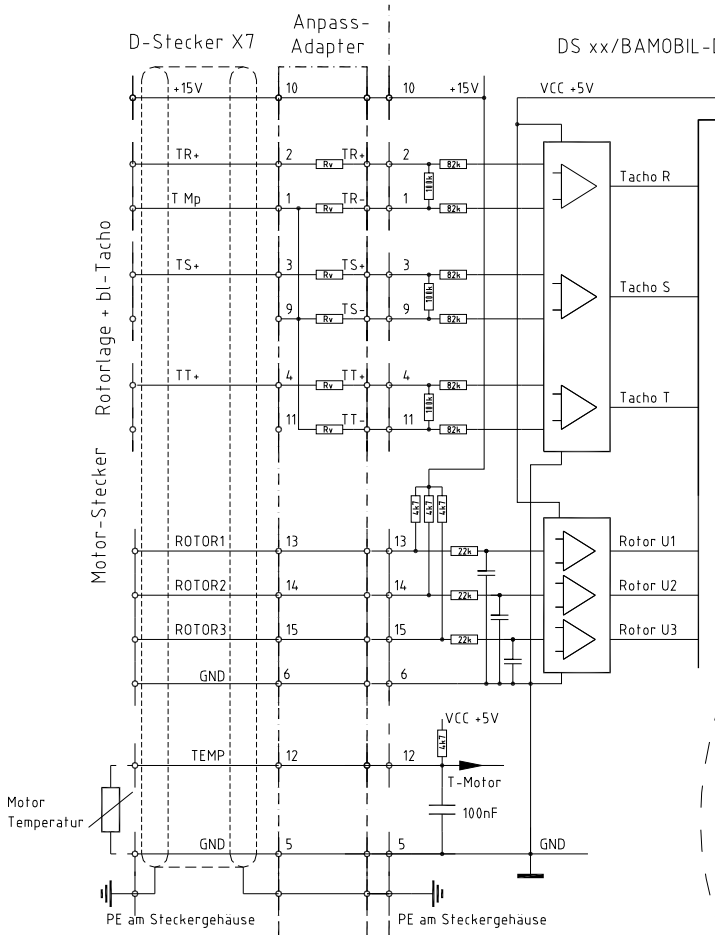 D-Stecker X7
Anpass-
Adapter
DS xx/BAMOBIL-D
+15V 10 10 +15V VCC +5V
TR+ 2 Rv TR+ 2 82k
100k
Tacho R
T Mp 1 Rv TR- 1 82k
TS+ 3 Rv TS+ 3 82k
100k
Tacho S
9 Rv TS- 9 82k
TT+ 4 Rv TT+ 4 82k
100k
Tacho T
11 Rv TT- 11 82k
Motor-Stecker Rotorlage + bl-Tacho
4k7 4k7 4k7
ROTOR1 13 13 22k Rotor U1
ROTOR2 14 14 22k Rotor U2
ROTOR3 15 15 22k Rotor U3
GND 6 6
VCC +5V
4k7
TEMP 12 12
T-Motor
Motor
Temperatur
100nF
GND 5 5 GND
PE am Steckergehäuse PE am Steckergehäuse